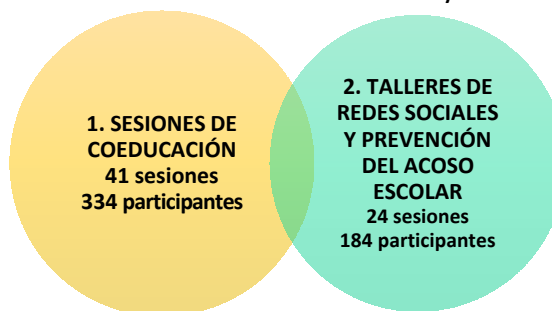 1. SESIONES DE
COEDUCACIÓN
41 sesiones
334 participantes
2. TALLERES DE
REDES SOCIALES
Y PREVENCIÓN
DEL ACOSO
ESCOLAR
24 sesiones
184 participantes